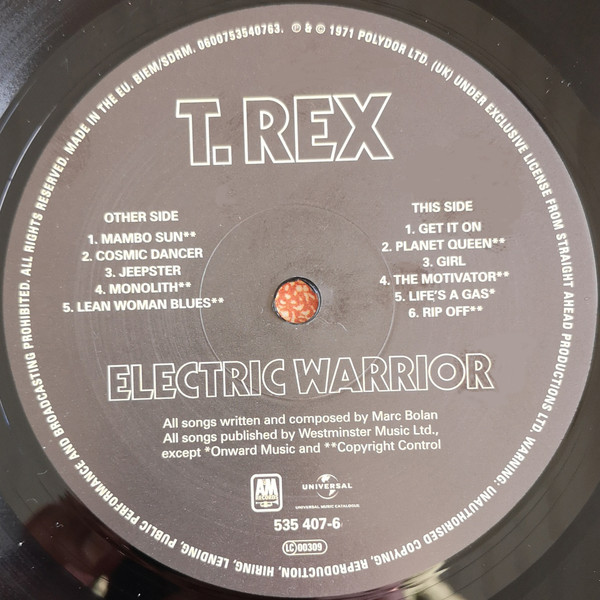 ALL RIGHTS RESERVED. MADE IN THE EU. BIEM/SDRM. 0600753540763. ℗ & © 1971 POLYDOR LTD. (UK) UNDER EXCLUSIVE LICENSE FROM STRAIGHT AHEAD PRODUCTIONS LTD. WARNING: UNAUTHORISED COPYING, REPRODUCTION, HIRING, LENDING, PUBLIC PERFORMANCE AND BROADCASTING PROHIBITED.
T. REX
OTHER SIDE
1. MAMBO SUN**
2. COSMIC DANCER
3. JEEPSTER
4. MONOLITH**
5. LEAN WOMAN BLUES**
THIS SIDE
1. GET IT ON
2. PLANET QUEEN**
3. GIRL
4. THE MOTIVATOR**
5. LIFE'S A GAS*
6. RIP OFF**
ELECTRIC WARRIOR
All songs written and composed by Marc Bolan
All songs published by Westminster Music Ltd.,
except *Onward Music and **Copyright Control
A&M
RECORDS
UNIVERSAL
UNIVERSAL MUSIC CATALOGUE
535 407-6
LC 00309